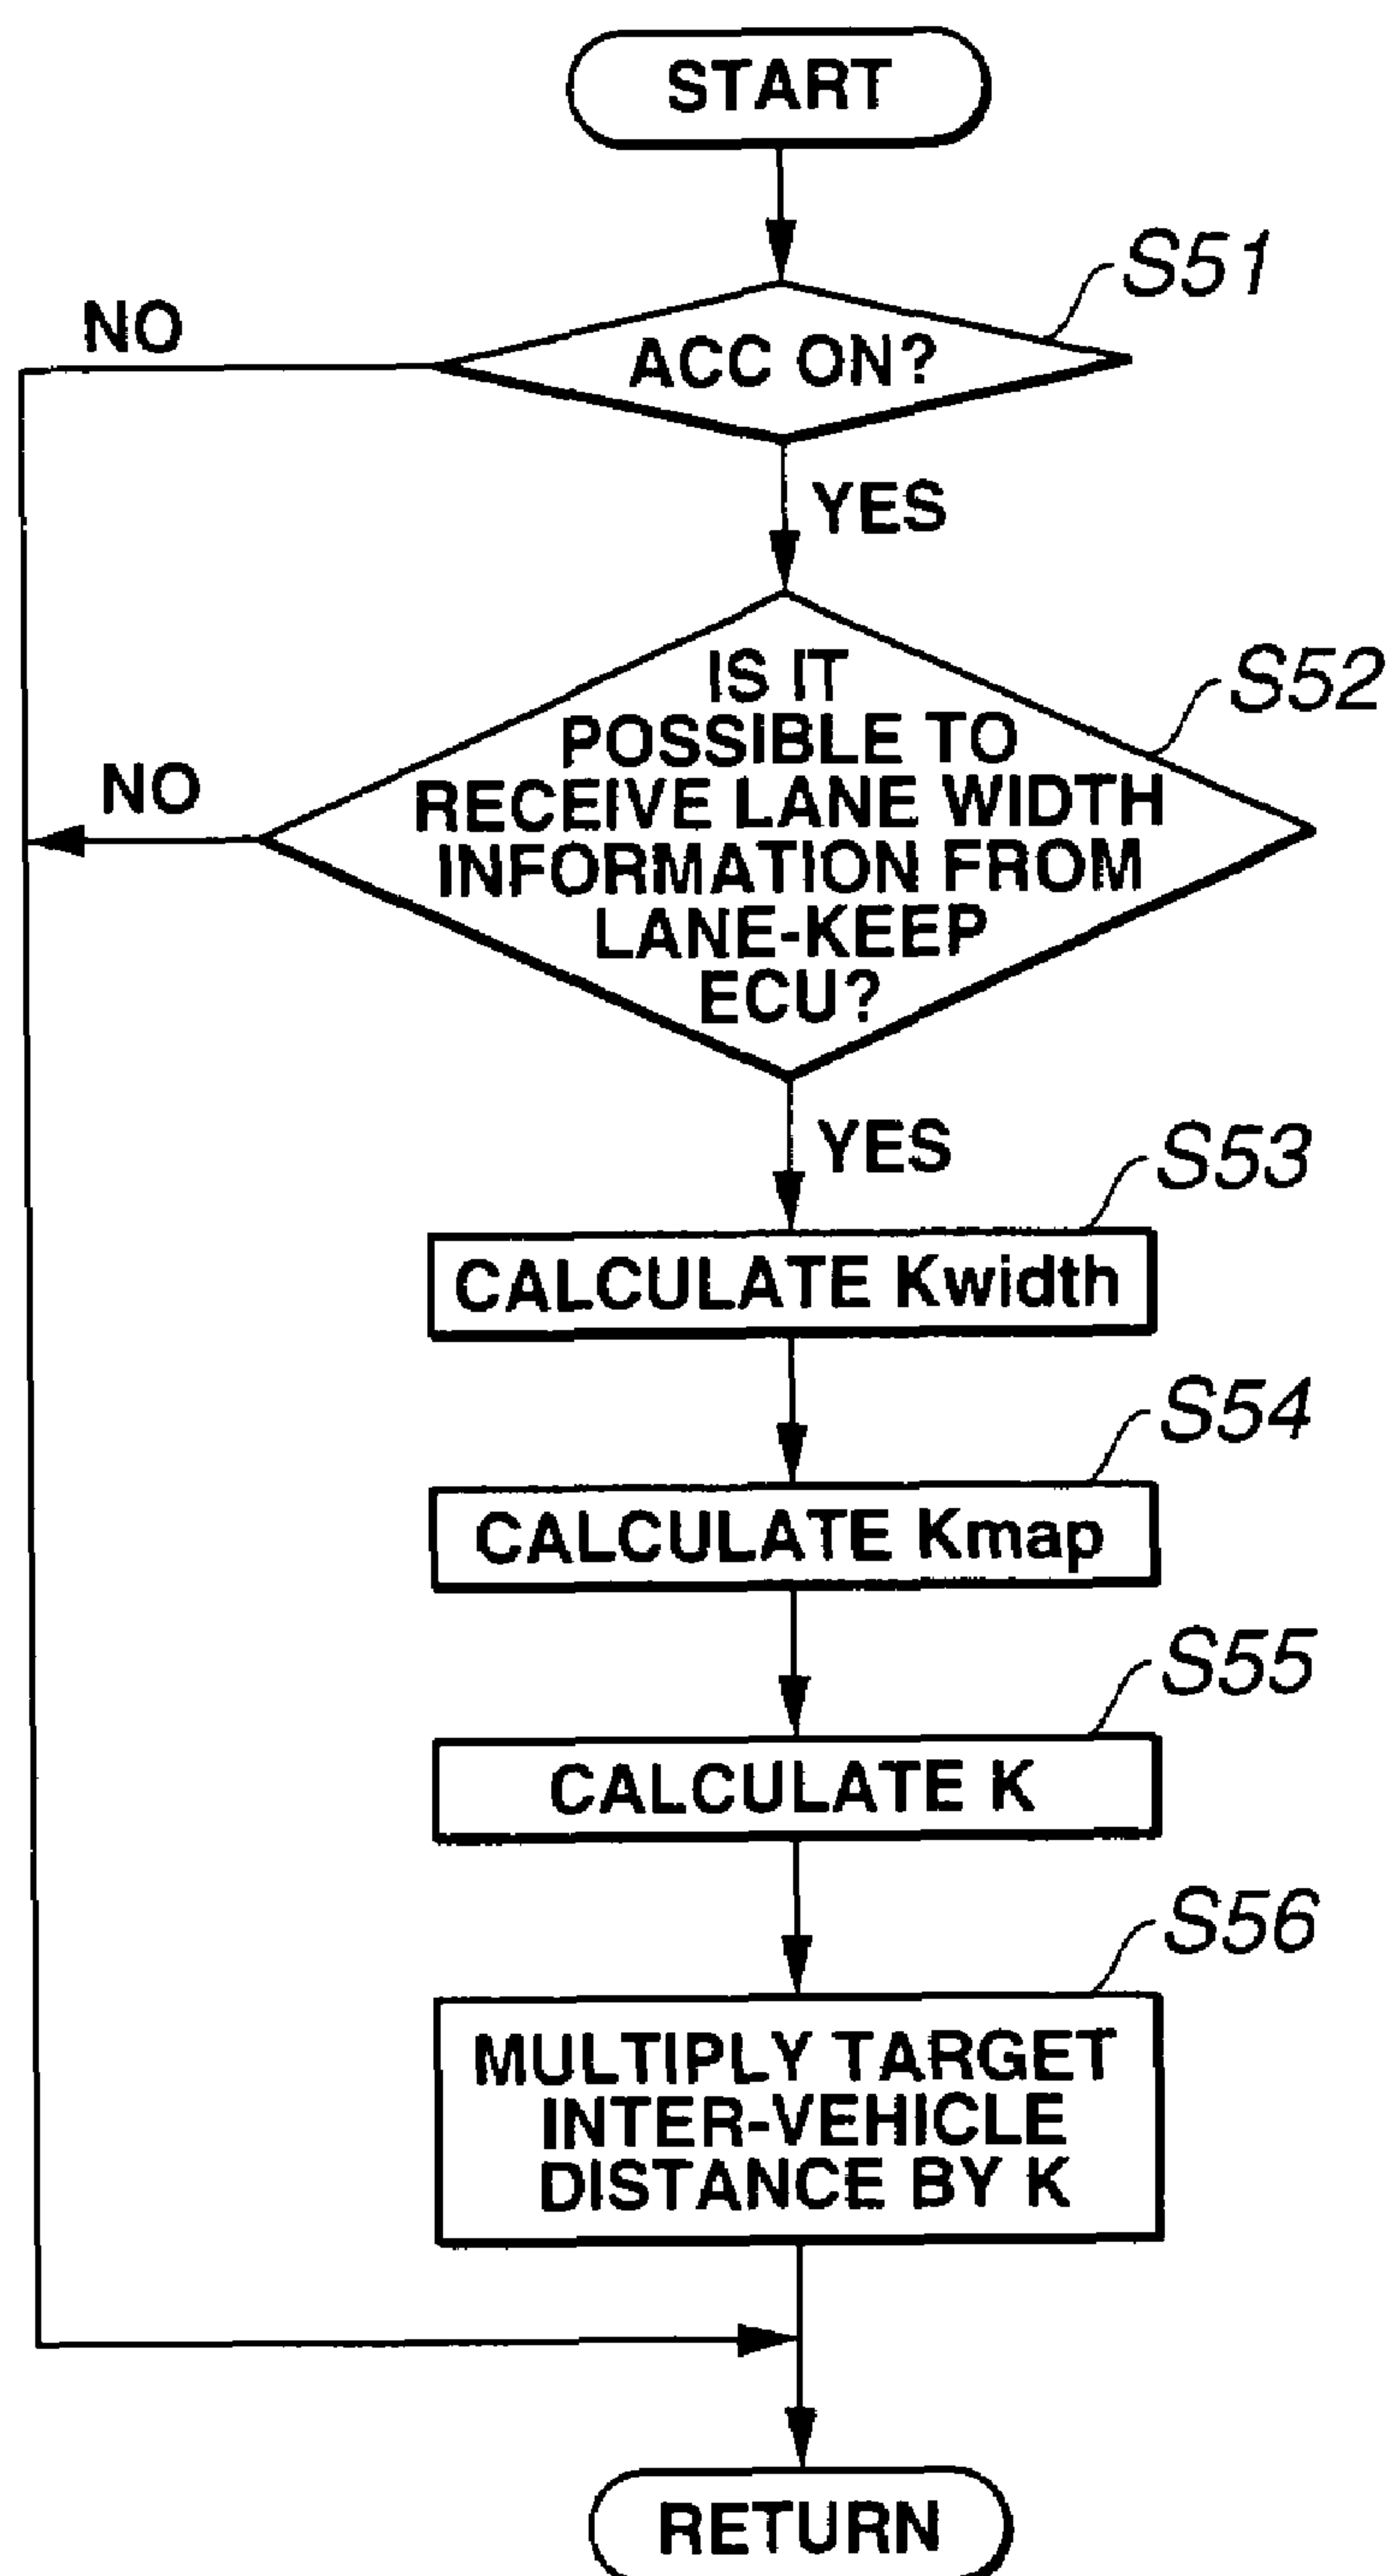 START
S51
NO
ACC ON?
YES
S52
IS IT
POSSIBLE TO
NO
RECEIVE LANE WIDTH
INFORMATION FROM
LANE-KEEP
ECU?
YES
S53
CALCULATE Kwidth
S54
CALCULATE Kmap
S55
CALCULATE K
S56
MULTIPLY TARGET
INTER-VEHICLE
DISTANCE BY K
RETURN